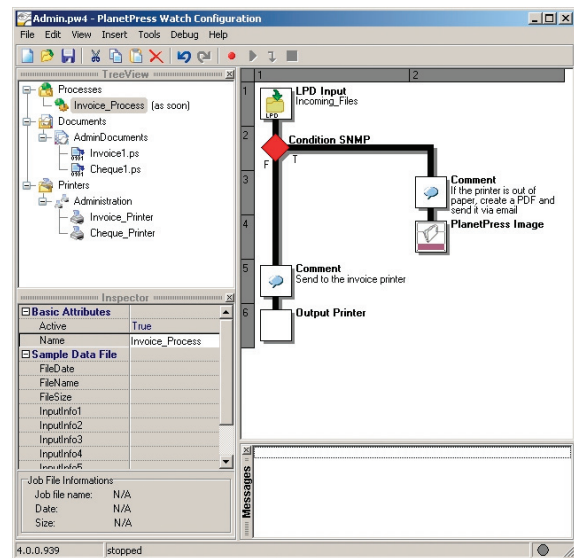 Admin.pw4 - PlanetPress Watch Configuration
File Edit View Insert Tools Debug Help
TreeView
Processes
Invoice_Process (as soon)
Documents
AdminDocuments
Invoice1.ps
Cheque1.ps
Printers
Administration
Invoice_Printer
Cheque_Printer
Inspector
Basic Attributes
Active True
Name Invoice_Process
Sample Data File
FileDate
FileName
FileSize
InputInfo1
InputInfo2
InputInfo3
InputInfo4
InputInfo5
Job File Informations
Job file name: N/A
Date: N/A
Size: N/A
1 2
1
LPD Input
Incoming_Files
LPD
2
Condition SNMP
F T
3
Comment
If the printer is out of
paper, create a PDF and
send it via email
4
PlanetPress Image
5
Comment
Send to the invoice printer
6
Output Printer
Messages
4.0.0.939 stopped